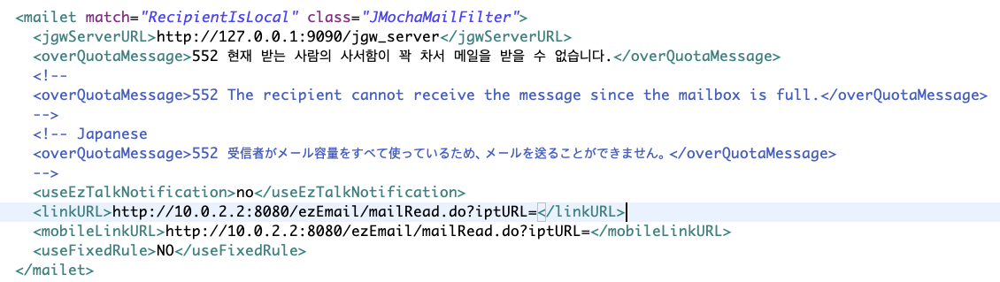 <mailet match="RecipientIsLocal" class="JMochaMailFilter">
<jgwServerURL>http://127.0.0.1:9090/jgw_server</jgwServerURL>
<overQuotaMessage>552 현재 받는 사람의 사서함이 꽉 차서 메일을 받을 수 없습니다.</overQuotaMessage>
<!--
<overQuotaMessage>552 The recipient cannot receive the message since the mailbox is full.</overQuotaMessage>
-->
<!-- Japanese
<overQuotaMessage>552 受信者がメール容量をすべて使っているため、メールを送ることができません。</overQuotaMessage>
-->
<useEzTalkNotification>no</useEzTalkNotification>
<linkURL>http://10.0.2.2:8080/ezEmail/mailRead.do?iptURL=</linkURL>
<mobileLinkURL>http://10.0.2.2:8080/ezEmail/mailRead.do?iptURL=</mobileLinkURL>
<useFixedRule>NO</useFixedRule>
</mailet>